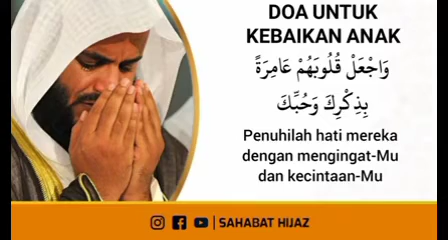 DOA UNTUK
KEBAIKAN ANAK
وَاجْعَلْ قُلُوبَهُمْ عَامِرَةً
بِذِكْرِكَ وَحُبِّكَ
Penuhilah hati mereka
dengan mengingat-Mu
dan kecintaan-Mu
SAHABAT HIJAZ